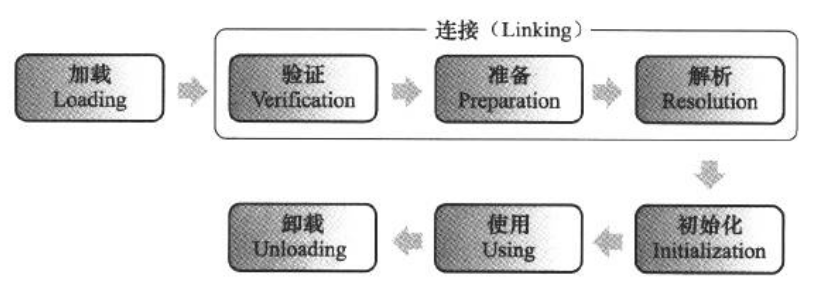 连接（Linking）
加载
Loading
验证
Verification
准备
Preparation
解析
Resolution
初始化
Initialization
使用
Using
卸载
Unloading